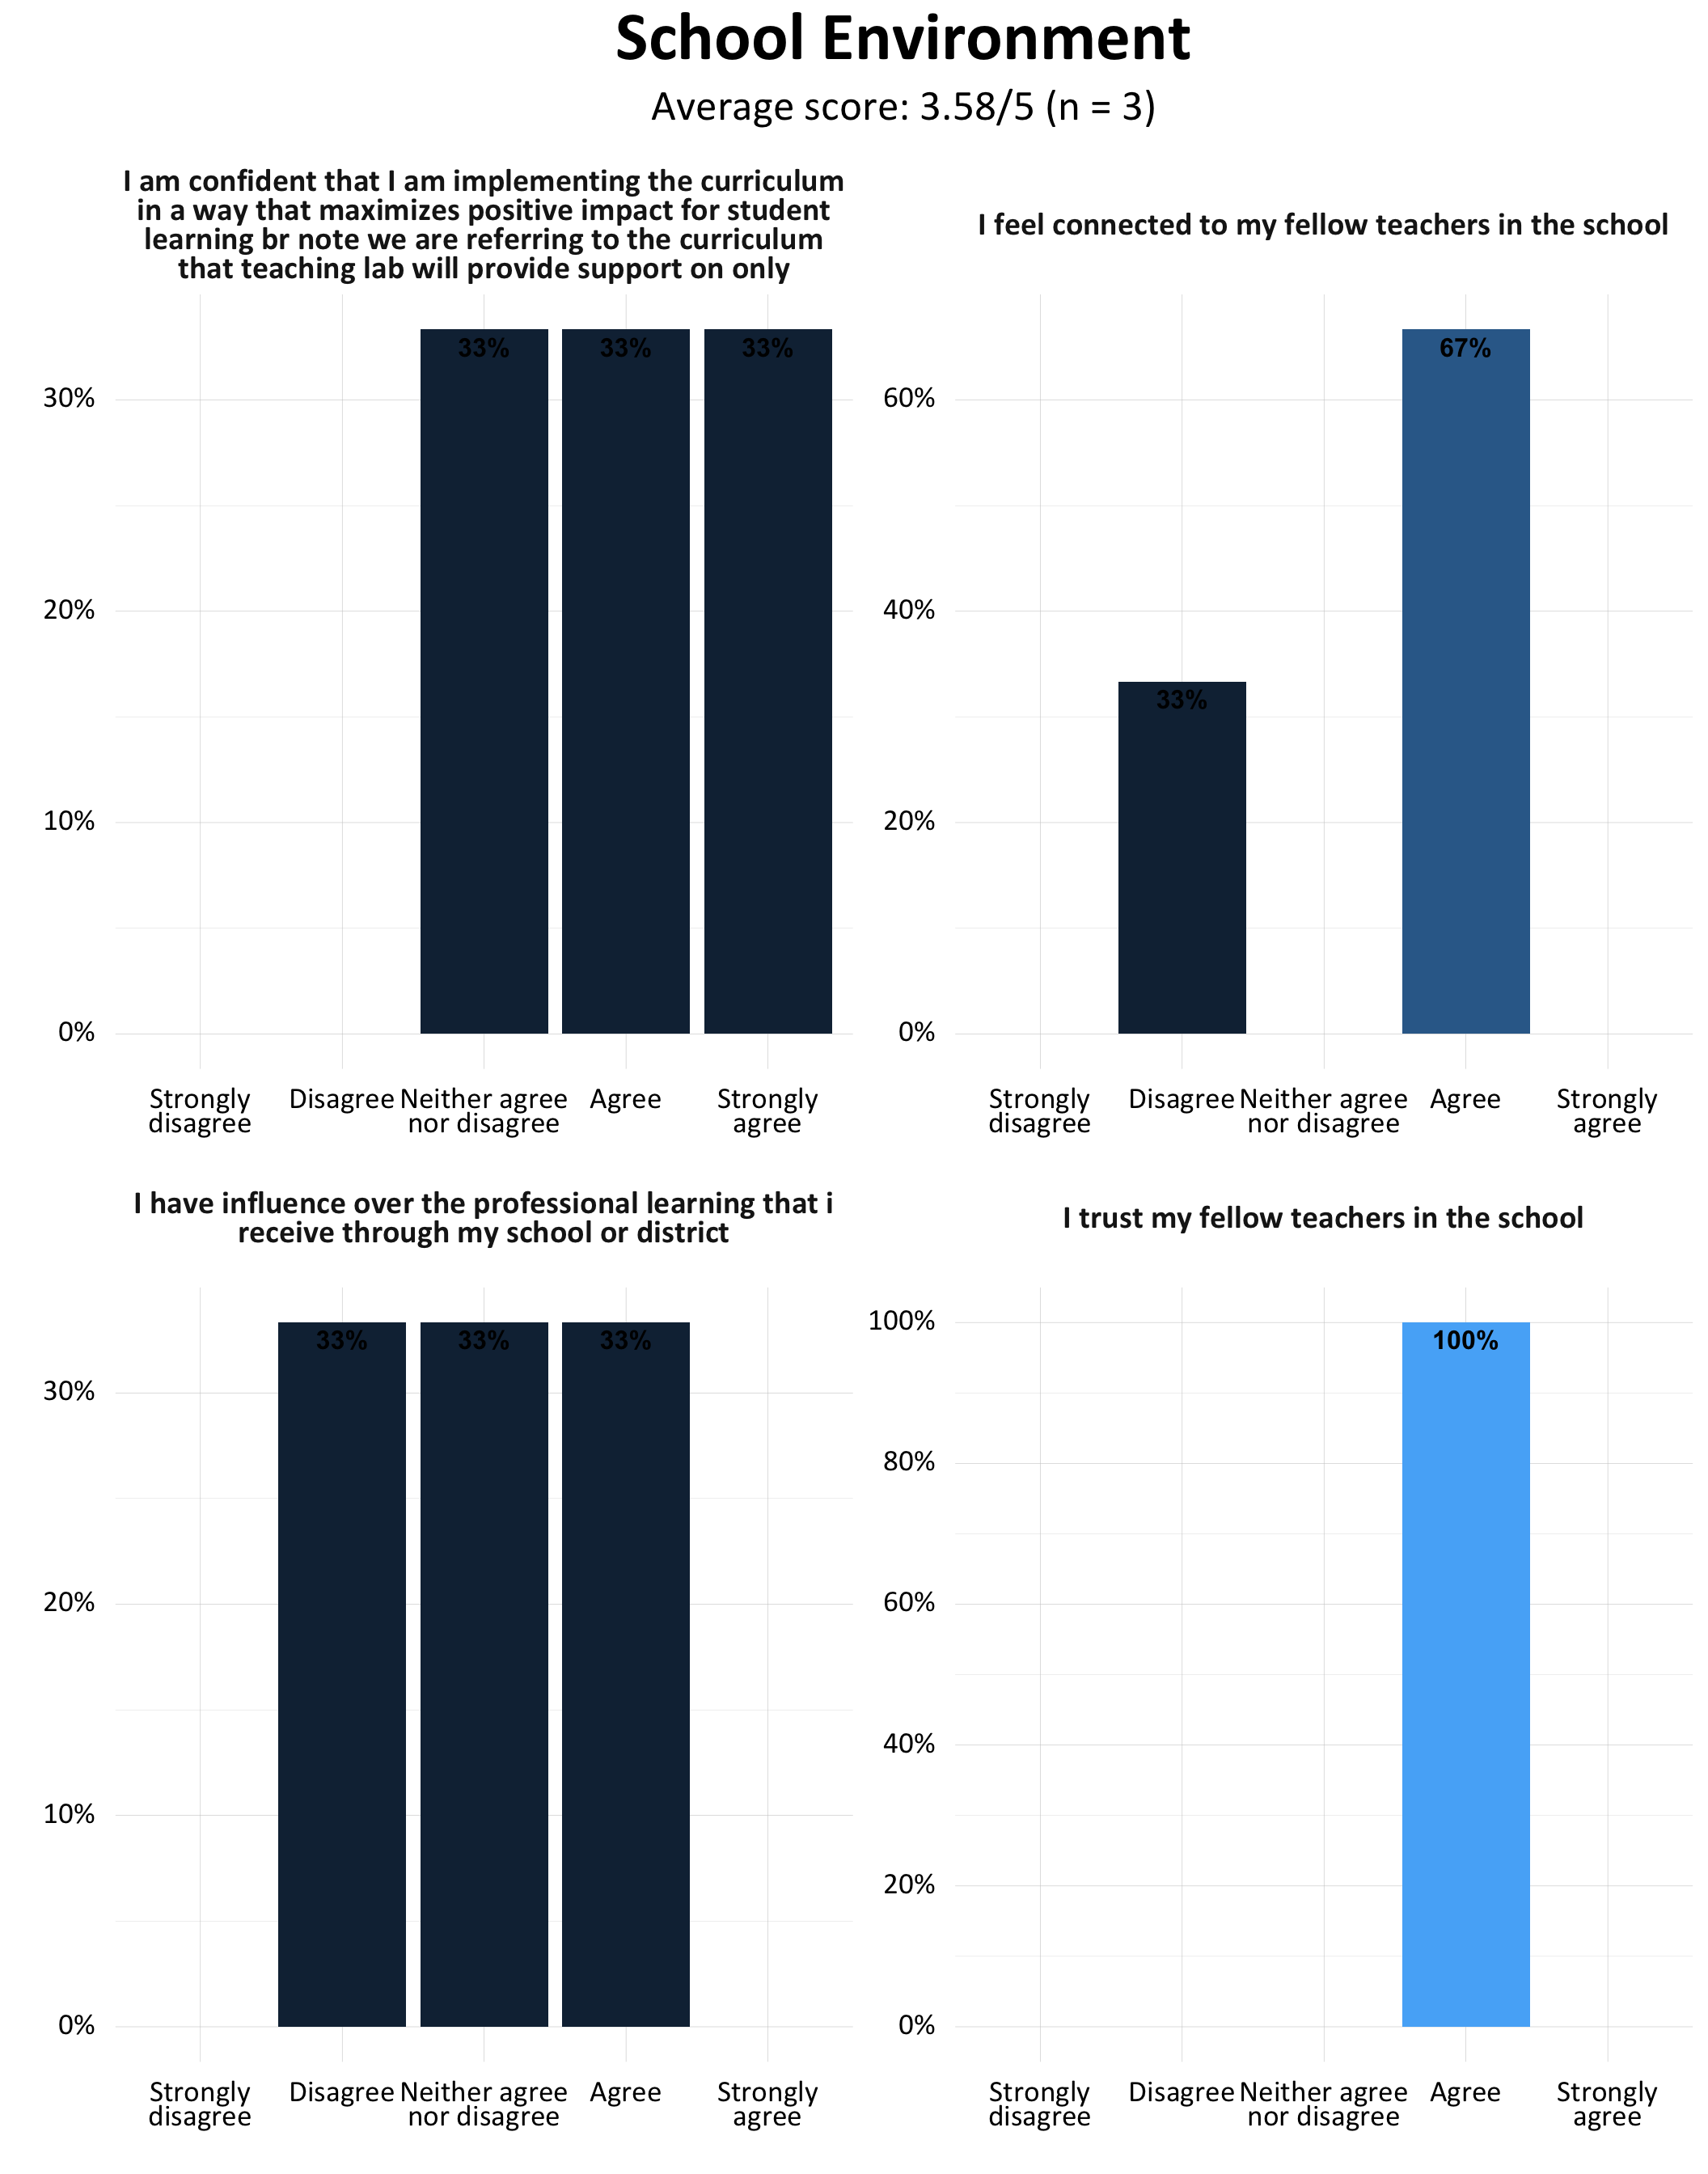 School Environment
Average score: 3.58/5 (n = 3)
I am confident that I am implementing the curriculum
in a way that maximizes positive impact for student
learning br note we are referring to the curriculum
that teaching lab will provide support on only
33%
33%
33%
30%
20%
10%
0%
Strongly
disagree
Disagree
Neither agree
nor disagree
Agree
Strongly
agree
I feel connected to my fellow teachers in the school
67%
33%
60%
40%
20%
0%
Strongly
disagree
Disagree
Neither agree
nor disagree
Agree
Strongly
agree
I have influence over the professional learning that i
receive through my school or district
33%
33%
33%
30%
20%
10%
0%
Strongly
disagree
Disagree
Neither agree
nor disagree
Agree
Strongly
agree
I trust my fellow teachers in the school
100%
100%
80%
60%
40%
20%
0%
Strongly
disagree
Disagree
Neither agree
nor disagree
Agree
Strongly
agree